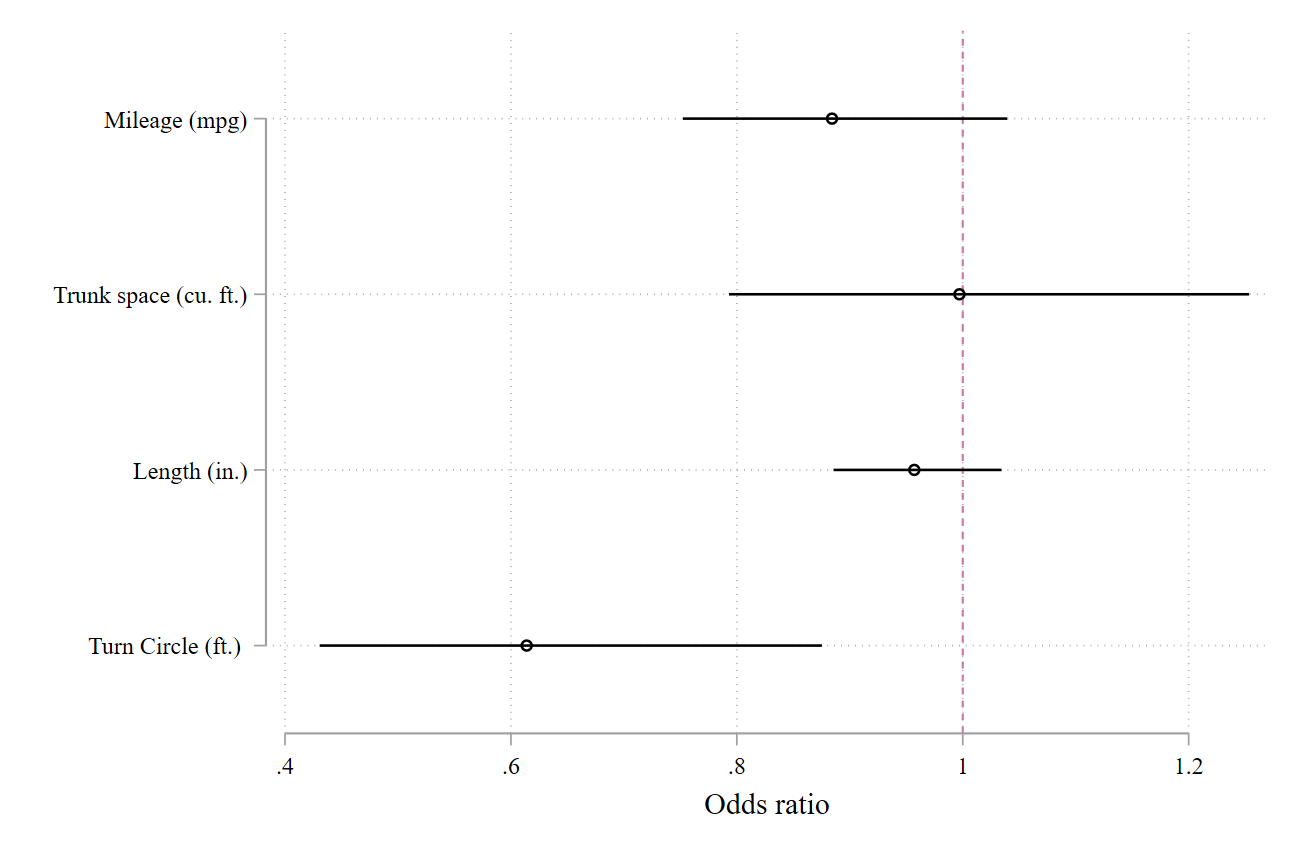 Mileage (mpg)
Trunk space (cu. ft.)
Length (in.)
Turn Circle (ft.)
.4 .6 .8 1 1.2
Odds ratio